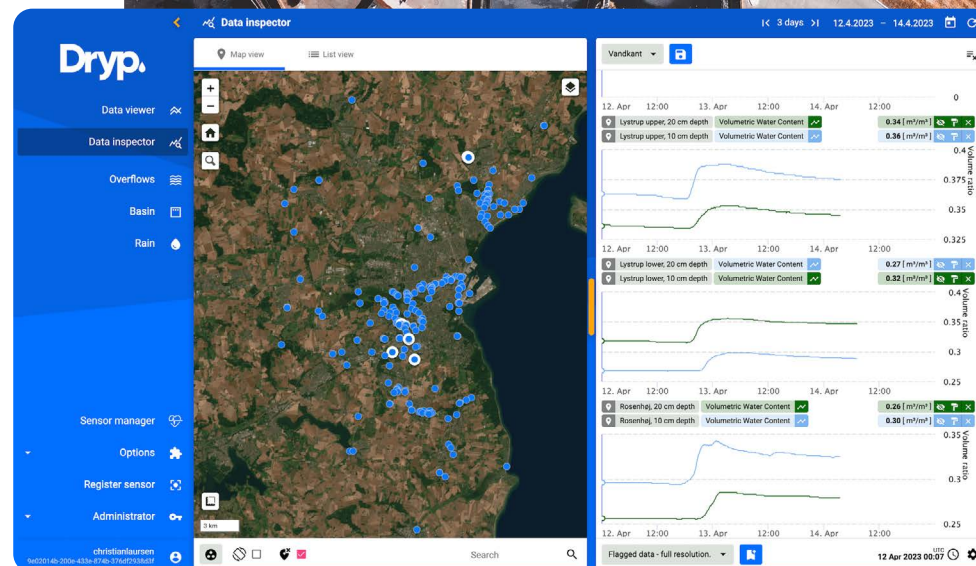 Dryp.
Data viewer
Data inspector
Overflows
Basin
Rain
Sensor manager
Options
Register sensor
Administrator
christianlaursen
Data inspector
3 days
12.4.2023 – 14.4.2023
Map view
List view
3 km
Search
Vandkant
0
12. Apr 12:00 13. Apr 12:00 14. Apr 12:00
Lystrup upper, 20 cm depth Volumetric Water Content 0.34 [ m³/m³ ]
Lystrup upper, 10 cm depth Volumetric Water Content 0.36 [ m³/m³ ]
0.4
0.375
0.35
0.325
Volume ratio
12. Apr 12:00 13. Apr 12:00 14. Apr 12:00
Lystrup lower, 20 cm depth Volumetric Water Content 0.27 [ m³/m³ ]
Lystrup lower, 10 cm depth Volumetric Water Content 0.32 [ m³/m³ ]
0.4
0.35
0.3
0.25
Volume ratio
12. Apr 12:00 13. Apr 12:00 14. Apr 12:00
Rosenhøj, 20 cm depth Volumetric Water Content 0.26 [ m³/m³ ]
Rosenhøj, 10 cm depth Volumetric Water Content 0.30 [ m³/m³ ]
0.35
0.3
0.25
Volume ratio
12. Apr 12:00 13. Apr 12:00 14. Apr 12:00
Flagged data - full resolution.
UTC
12 Apr 2023 00:07